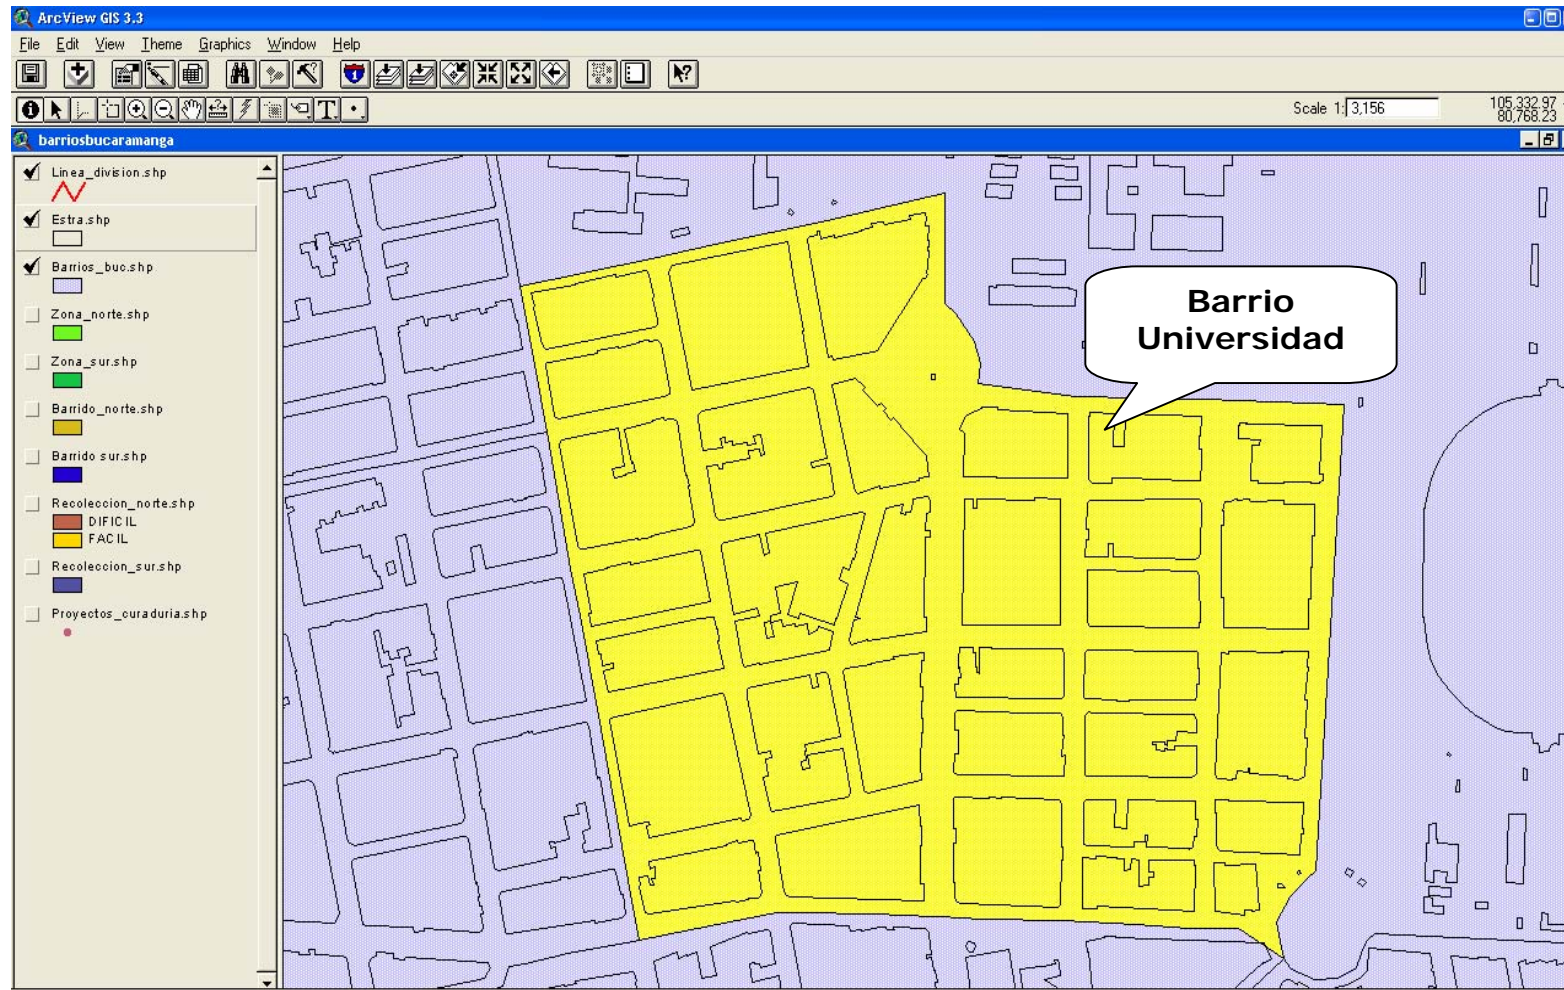 ArcView GIS 3.3
File Edit View Theme Graphics Window Help
Scale 1: 3,156
105,332.97
80,768.23
barriosbucaramanga
Linea_division.shp
Estra.shp
Barrios_buc.shp
Zona_norte.shp
Zona_sur.shp
Barrido_norte.shp
Barrido sur.shp
Recoleccion_norte.shp
DIFICIL
FACIL
Recoleccion_sur.shp
Proyectos_curaduria.shp
Barrio
Universidad